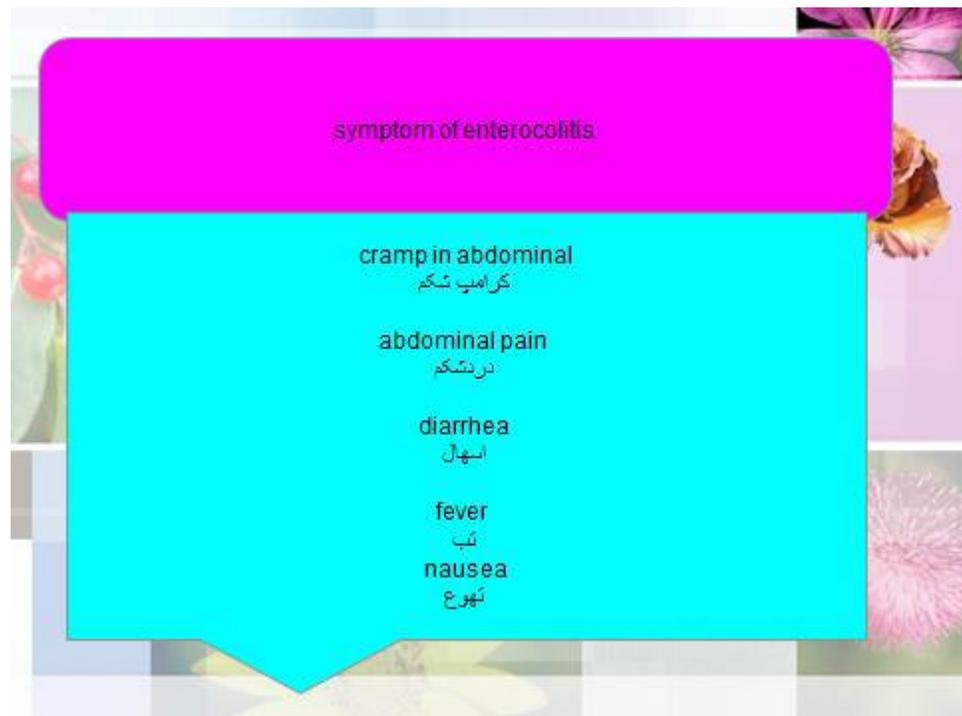 symptom of enterocolitis
cramp in abdominal
کرامپ شکم
abdominal pain
دردشکم
diarrhea
اسهال
fever
تب
nausea
تهوع